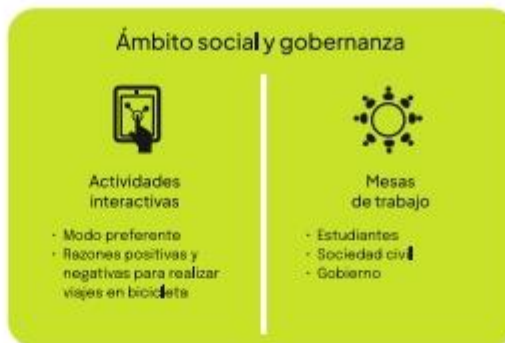 Ámbito social y gobernanza
Actividades
interactivas
• Modo preferente
• Razones positivas y
negativas para realizar
viajes en bicicleta
Mesas
de trabajo
• Estudiantes
• Sociedad civil
• Gobierno